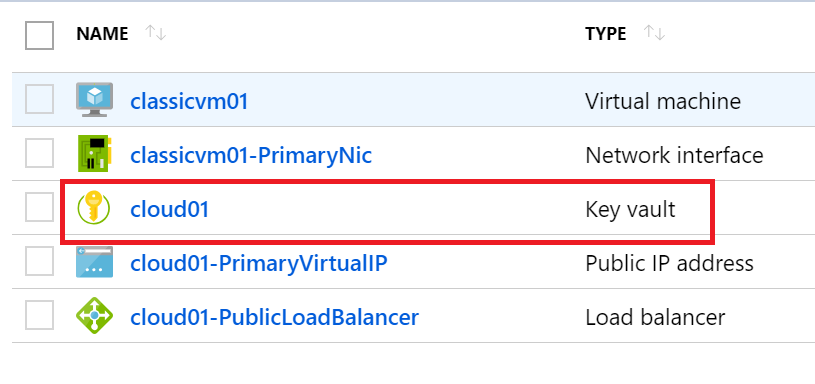 NAME TYPE
classicvm01 Virtual machine
classicvm01-PrimaryNic Network interface
cloud01 Key vault
cloud01-PrimaryVirtualIP Public IP address
cloud01-PublicLoadBalancer Load balancer